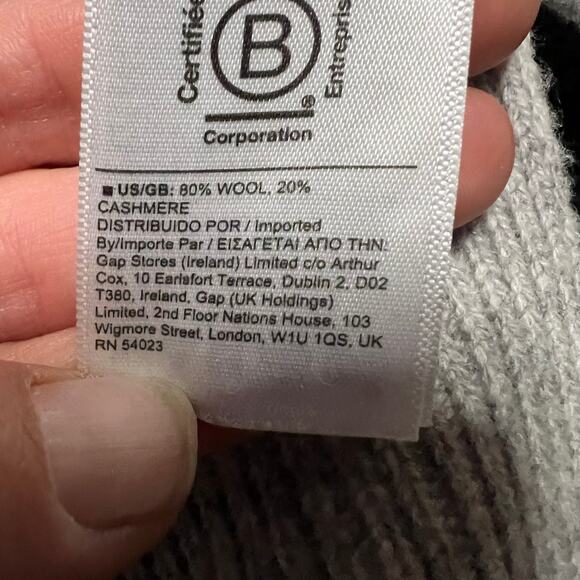 Certifiée
B
Entrepris
®
Corporation
US/GB: 80% WOOL, 20%
CASHMERE
DISTRIBUIDO POR / Imported
By/Importe Par / ΕΙΣΑΓΕΤΑΙ ΑΠΟ ΤΗΝ:
Gap Stores (Ireland) Limited c/o Arthur
Cox, 10 Earlsfort Terrace, Dublin 2, D02
T380, Ireland, Gap (UK Holdings)
Limited, 2nd Floor Nations House, 103
Wigmore Street, London, W1U 1QS, UK
RN 54023